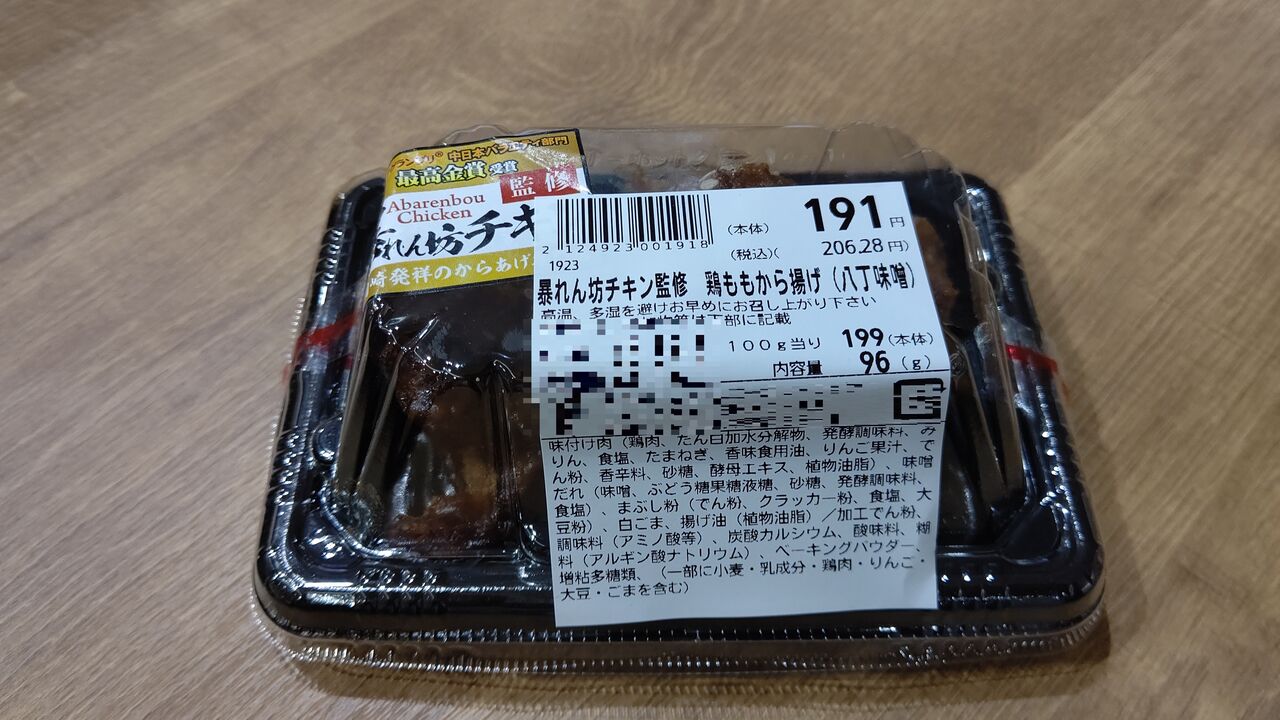 グランプリ® 中日本バラエティ部門
最高金賞受賞
監修
Abarenbou
Chicken
れん坊チキ
崎発祥のからあげ
2 124923 001918
(本体) 191円
(税込)( 206.28円)
1923
暴れん坊チキン監修 鶏ももから揚げ(八丁味噌)
高温、多湿を避けお早めにお召し上がり下さい
下部に記載
100g当り 199(本体)
内容量 96(g)
味付け肉(鶏肉、たん白加水分解物、発酵調味料、み
りん、食塩、たまねぎ、香味食用油、りんご果汁、で
ん粉、香辛料、砂糖、酵母エキス、植物油脂)、味噌
だれ(味噌、ぶどう糖果糖液糖、砂糖、発酵調味料、
食塩)、まぶし粉(でん粉、クラッカー粉、食塩、大
豆粉)、白ごま、揚げ油(植物油脂)/加工でん粉、
調味料(アミノ酸等)、炭酸カルシウム、酸味料、糊
料(アルギン酸ナトリウム)、ベーキングパウダー、
増粘多糖類、(一部に小麦・乳成分・鶏肉・りんご・
大豆・ごまを含む)